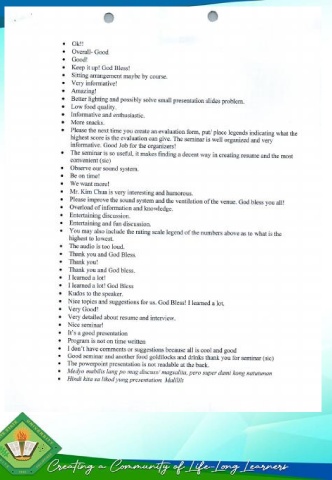 • Ok!!
• Overall- Good
• Good!
• Keep it up! God Bless!
• Sitting arrangement maybe by course.
• Very informative!
• Amazing!
• Better lighting and possibly solve small presentation slides problem.
• Low food quality.
• Informative and enthusiastic.
• More snacks.
• Please the next time you create an evaluation form, put/ place legends indicating what the
highest score is the evaluation can give. The seminar is well organized and very
informative. Good Job for the organizers!
• The seminar is so useful, it makes finding a decent way in creating resume and the most
convenient (sic)
• Observe our sound system.
• Be on time!
• We want more!
• Mr. Kim Chua is very interesting and humorous.
• Please improve the sound system and the ventilation of the venue. God bless you all!
• Overload of information and knowledge.
• Entertaining discussion.
• Entertaining and fun discussion.
• You may also include the rating scale legend of the numbers above as to what is the
highest to lowest.
• The audio is too loud.
• Thank you and God Bless.
• Thank you!
• Thank you and God bless.
• I learned a lot!
• I learned a lot! God Bless
• Kudos to the speaker.
• Nice topics and suggestions for us. God Bless! I learned a lot.
• Very Good!
• Very detailed about resume and interview.
• Nice seminar!
• It's a good presentation
• Program is not on time written
• I don't have comments or suggestions because all is cool and good
• Good seminar and another food goldilocks and drinks thank you for seminar (sic)
• The powerpoint presentation is not readable at the back.
• Medyo mabilis lang po mag discuss/ magsalita, pero super dami kong natutunan
• Hindi kita sa likod yung presentation. Maliliit
Creating a Community of Life-Long Learners